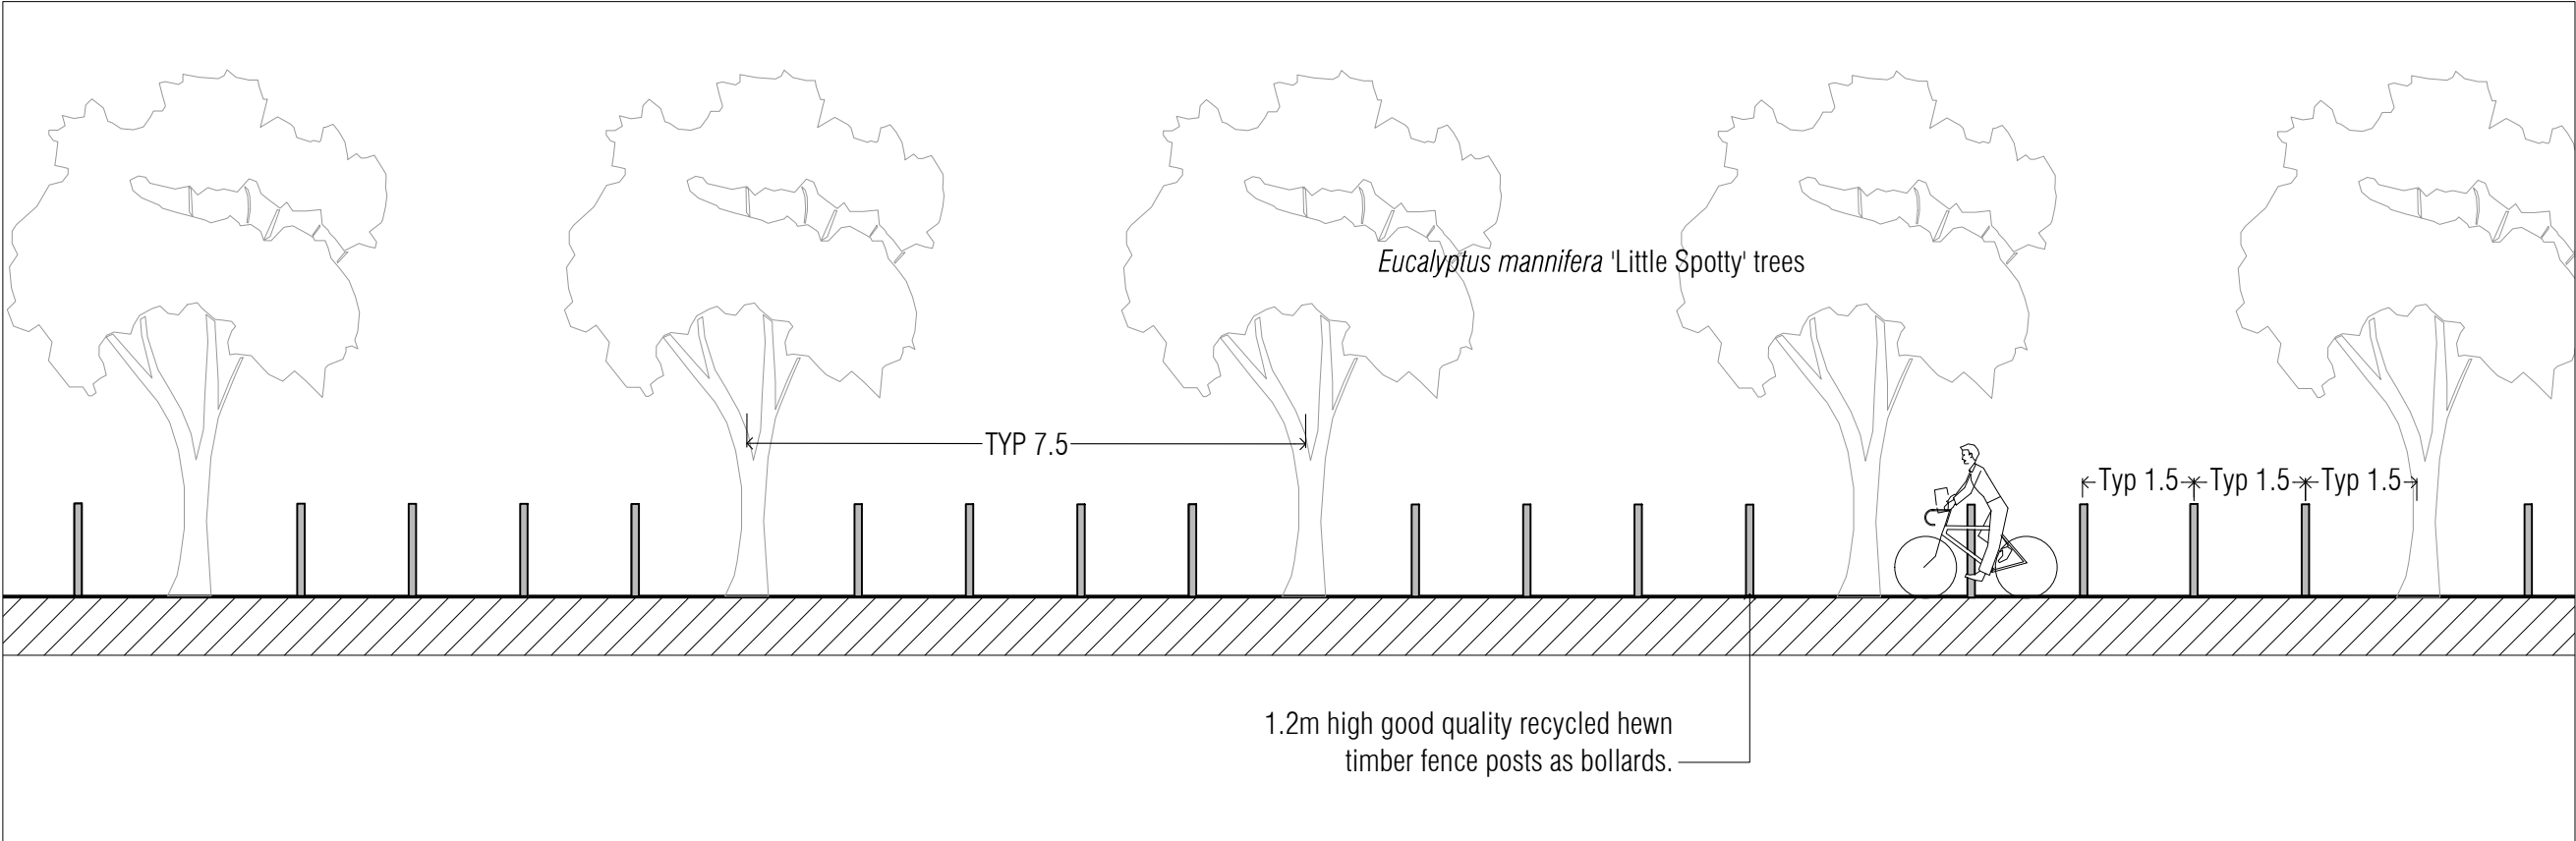 Eucalyptus mannifera 'Little Spotty' trees
TYP 7.5
Typ 1.5 Typ 1.5 Typ 1.5
1.2m high good quality recycled hewn
timber fence posts as bollards.